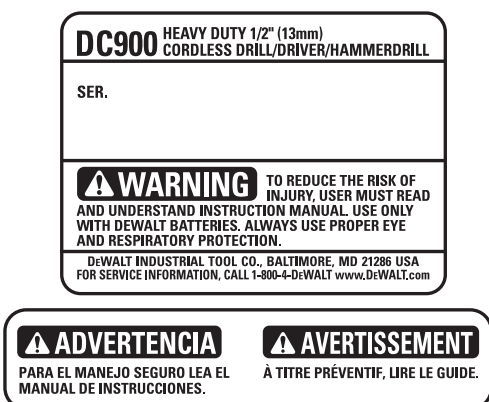 DC900 HEAVY DUTY 1/2" (13mm)
CORDLESS DRILL/DRIVER/HAMMERDRILL
SER.
WARNING TO REDUCE THE RISK OF
INJURY, USER MUST READ
AND UNDERSTAND INSTRUCTION MANUAL. USE ONLY
WITH DEWALT BATTERIES. ALWAYS USE PROPER EYE
AND RESPIRATORY PROTECTION.
DEWALT INDUSTRIAL TOOL CO., BALTIMORE, MD 21286 USA
FOR SERVICE INFORMATION, CALL 1-800-4-DEWALT www.DEWALT.com
ADVERTENCIA
PARA EL MANEJO SEGURO LEA EL
MANUAL DE INSTRUCCIONES.
AVERTISSEMENT
À TITRE PRÉVENTIF, LIRE LE GUIDE.